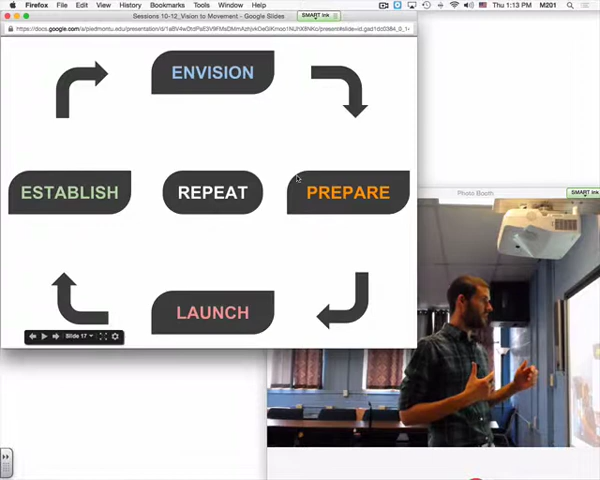 Firefox File Edit View History Bookmarks Tools Window Help Thu 1:13 PM M201
Sessions 10-12_Vision to Movement - Google Slides
SMART Ink
ENVISION
ESTABLISH
REPEAT
PREPARE
LAUNCH
Slide 17
Photo Booth
SMART Ink